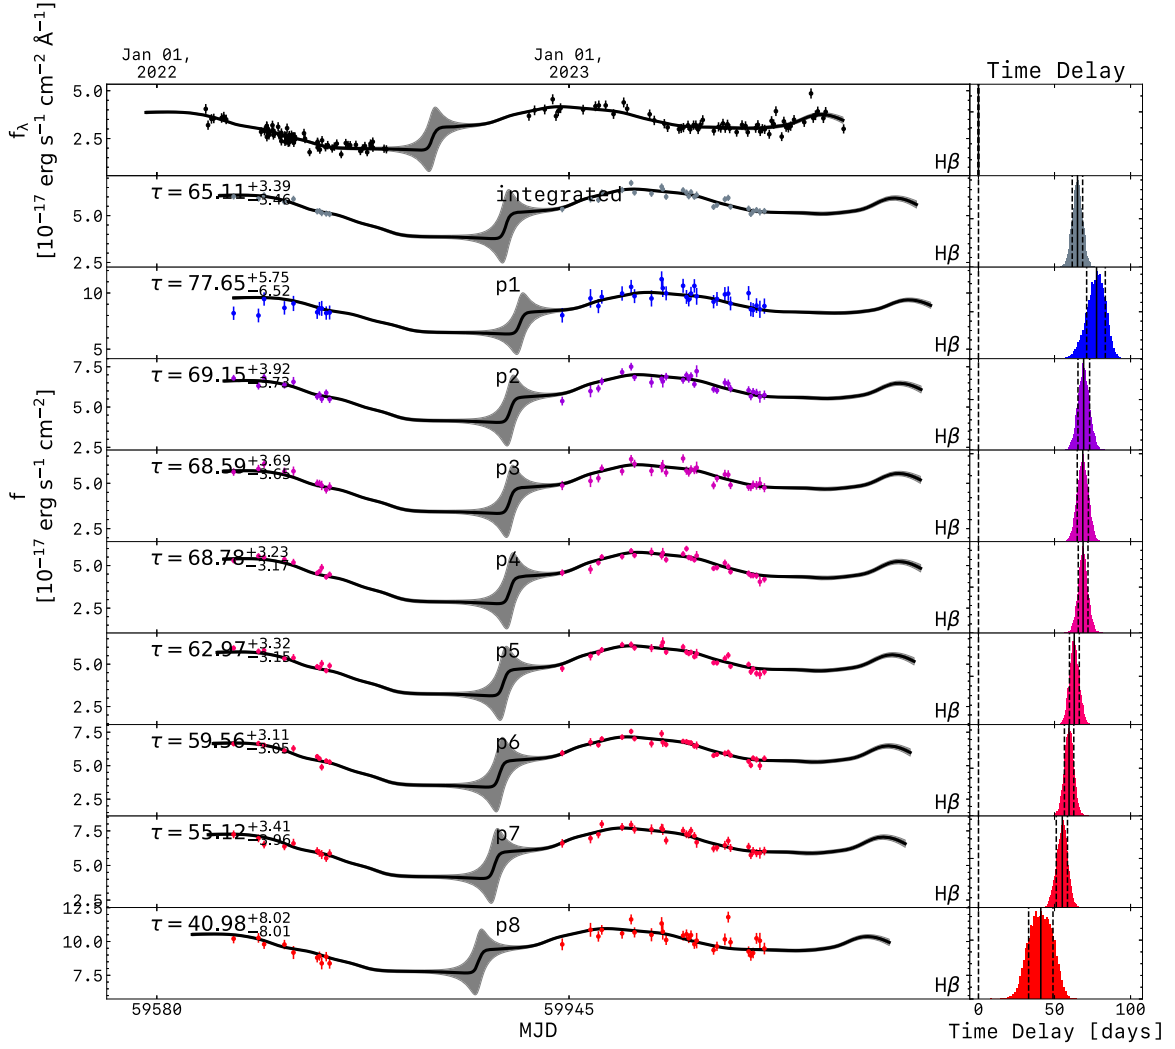 Jan 01,
2022
Jan 01,
2023
Time Delay
f_λ
[10⁻¹⁷ erg s⁻¹ cm⁻² Å⁻¹]
5.0
2.5
Hβ
τ = 65.11 +3.39 −3.46
integrated
5.0
2.5
Hβ
τ = 77.65 +5.75 −6.52
p1
10
5
Hβ
τ = 69.15 +3.92 −3.73
p2
7.5
5.0
2.5
Hβ
f
[10⁻¹⁷ erg s⁻¹ cm⁻²]
τ = 68.59 +3.69 −3.65
p3
5.0
2.5
Hβ
τ = 68.78 +3.23 −3.17
p4
5.0
2.5
Hβ
τ = 62.97 +3.32 −3.15
p5
5.0
2.5
Hβ
τ = 59.56 +3.11 −3.05
p6
7.5
5.0
2.5
Hβ
τ = 55.12 +3.41 −3.96
p7
7.5
5.0
2.5
Hβ
τ = 40.98 +8.02 −8.01
p8
12.5
10.0
7.5
Hβ
59580
59945
MJD
0
50
100
Time Delay [days]